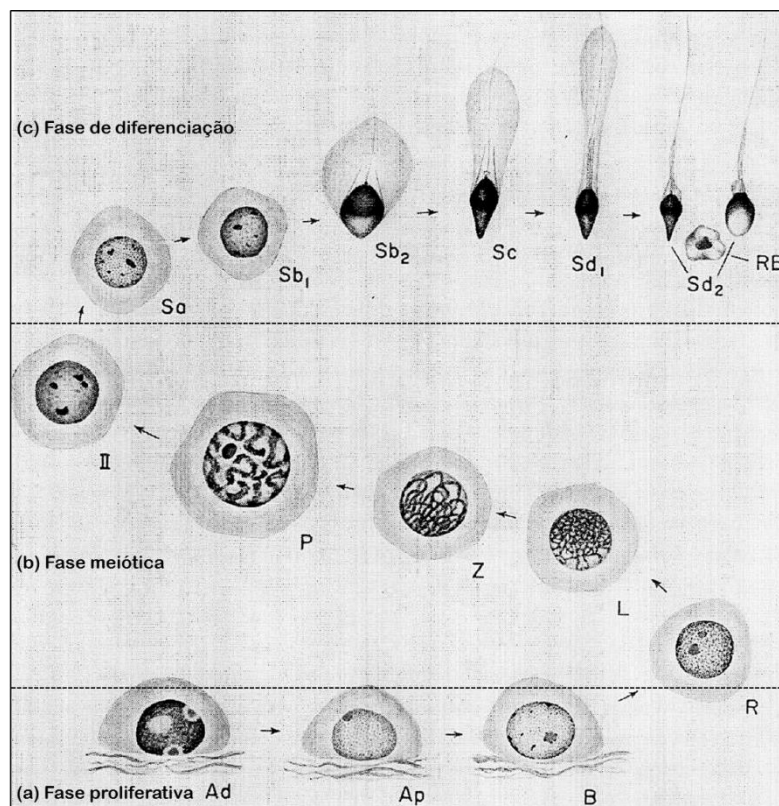 (c) Fase de diferenciação
Sa
Sb1
Sb2
Sc
Sd1
Sd2
RB
II
P
Z
L
R
(b) Fase meiótica
(a) Fase proliferativa
Ad
Ap
B